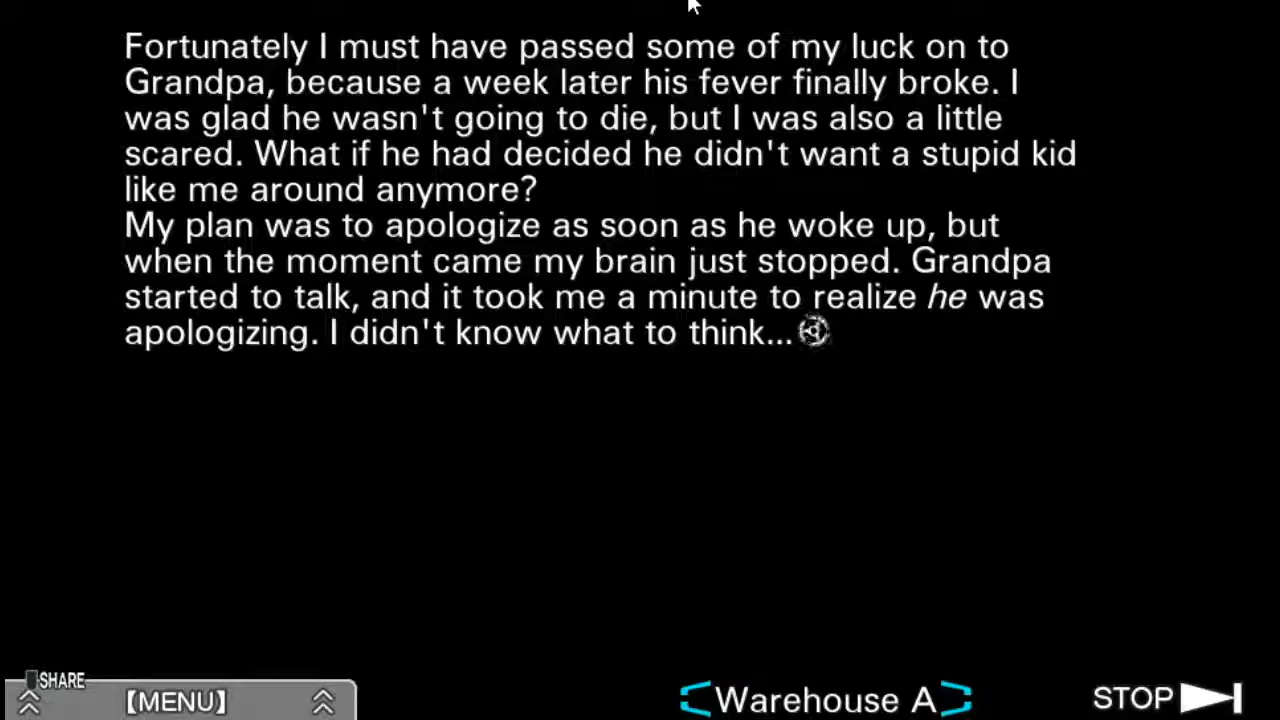 Fortunately I must have passed some of my luck on to
Grandpa, because a week later his fever finally broke. I
was glad he wasn't going to die, but I was also a little
scared. What if he had decided he didn't want a stupid kid
like me around anymore?
My plan was to apologize as soon as he woke up, but
when the moment came my brain just stopped. Grandpa
started to talk, and it took me a minute to realize he was
apologizing. I didn't know what to think...
SHARE
【MENU】
Warehouse A
STOP